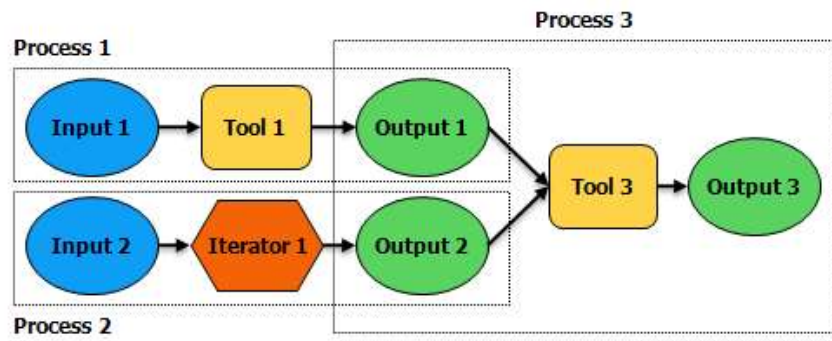 Process 3
Process 1
Input 1
Tool 1
Output 1
Tool 3
Output 3
Input 2
Iterator 1
Output 2
Process 2